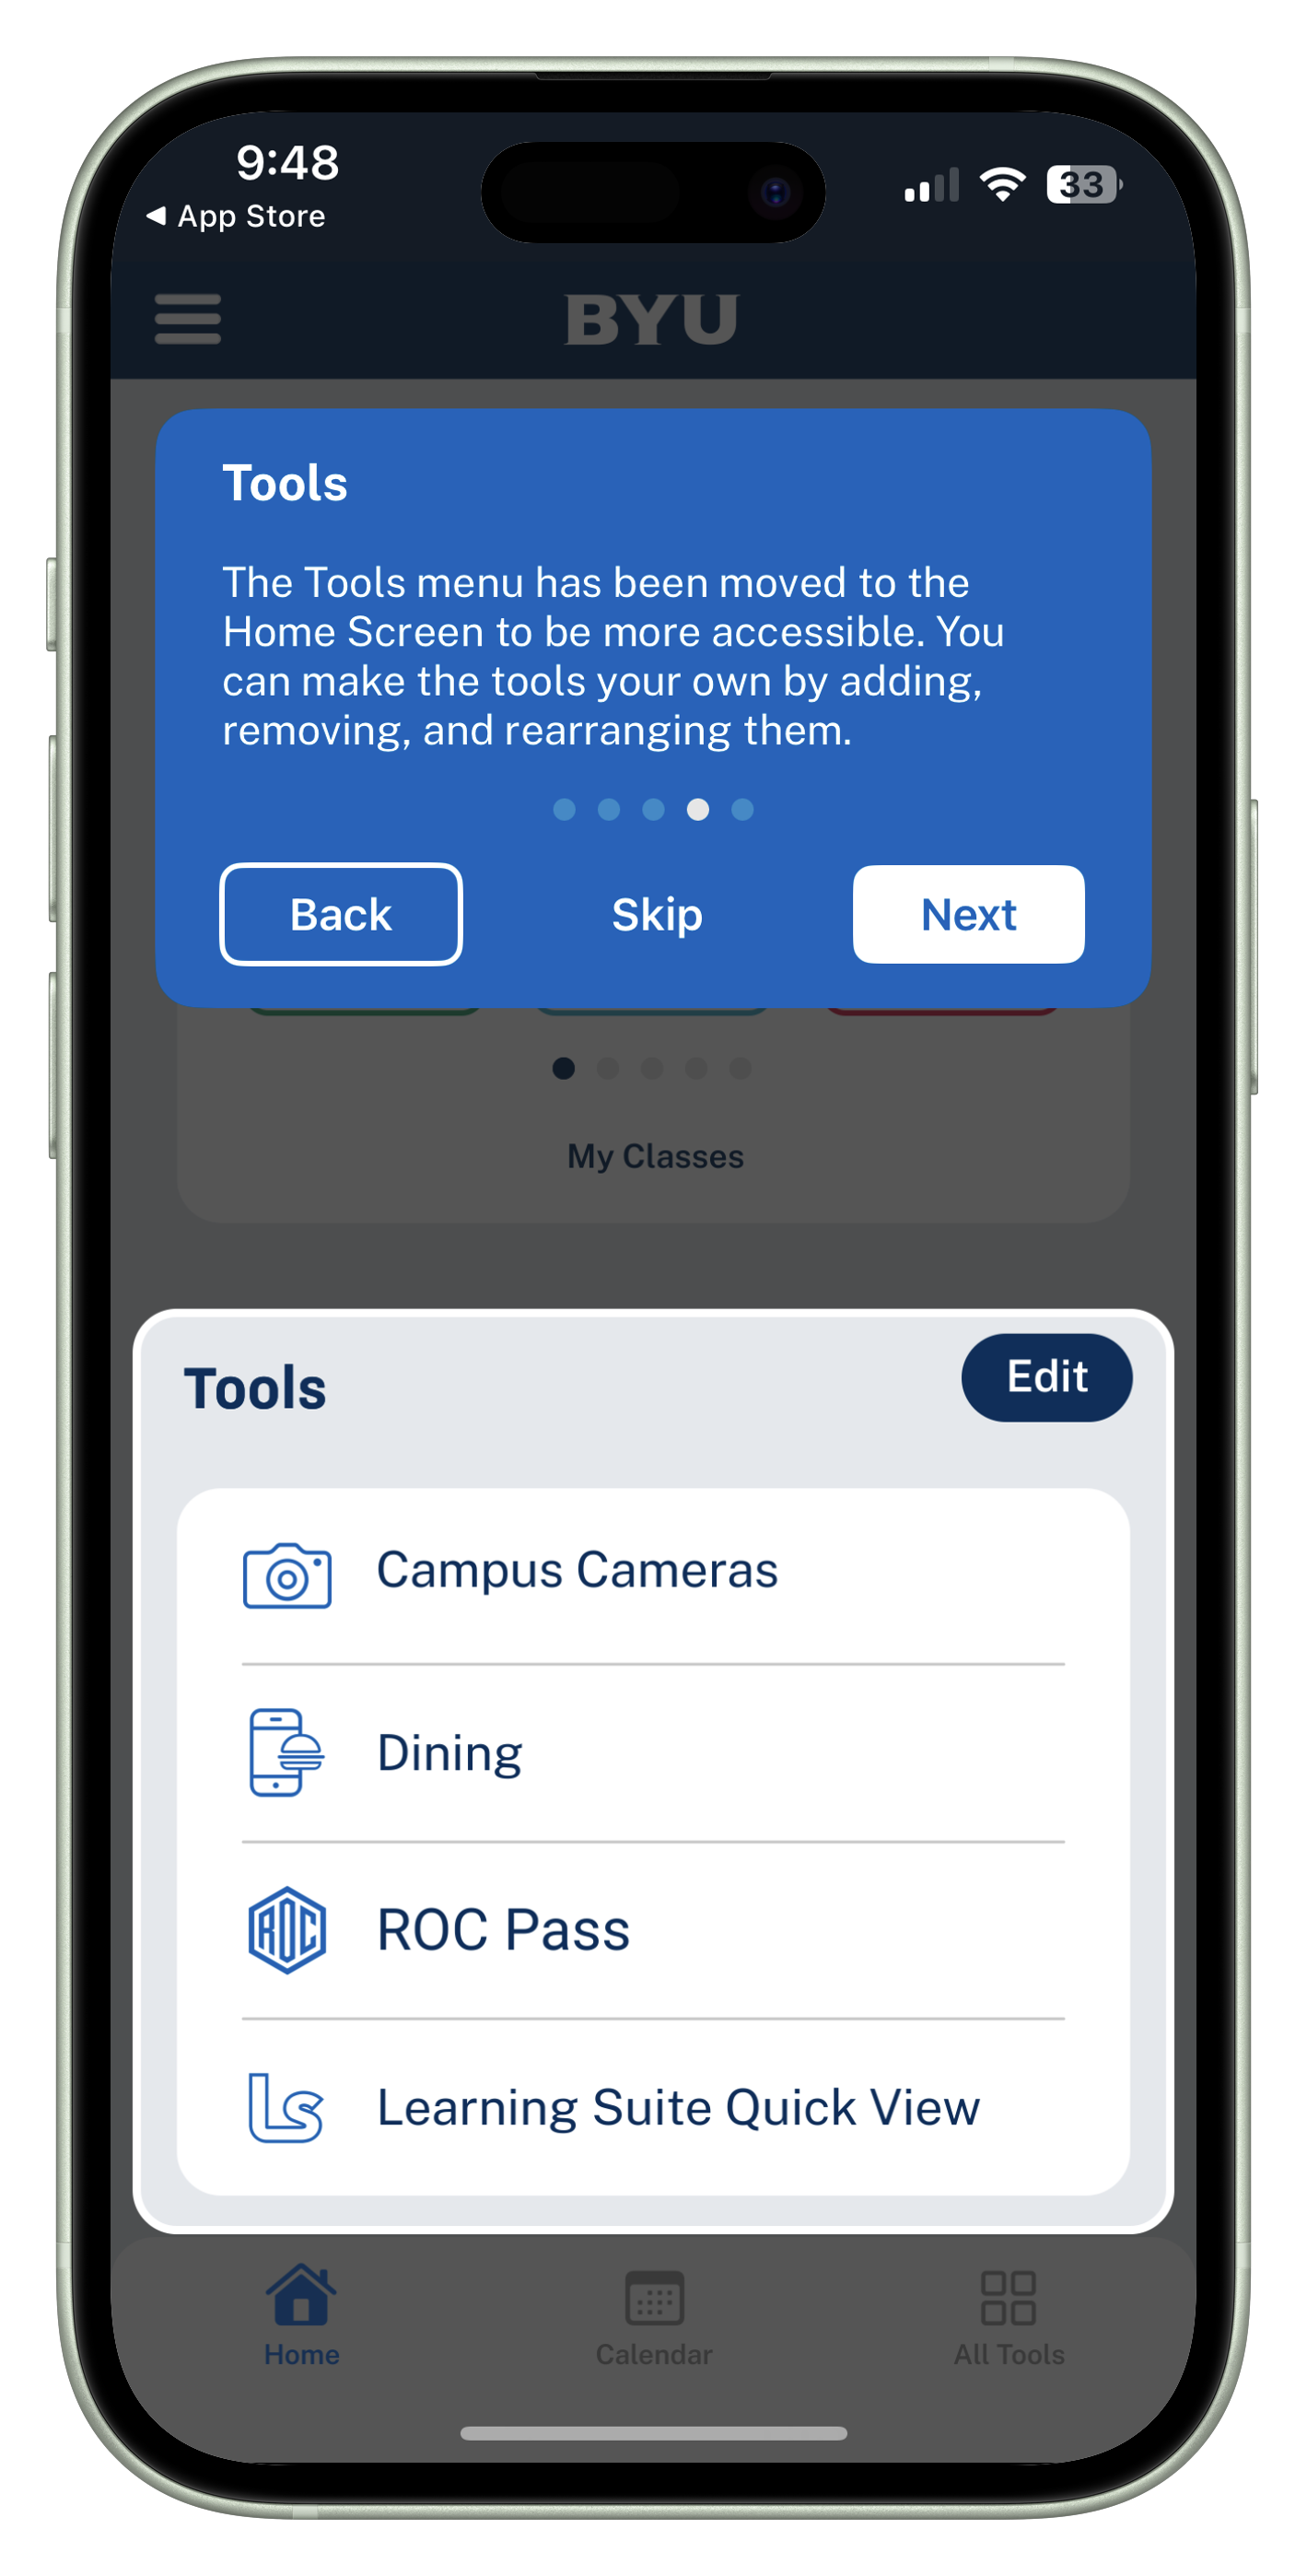 9:48
33
◀ App Store
BYU
Tools
The Tools menu has been moved to the
Home Screen to be more accessible. You
can make the tools your own by adding,
removing, and rearranging them.
Back
Skip
Next
My Classes
Tools
Edit
Campus Cameras
Dining
ROC
ROC Pass
Ls
Learning Suite Quick View
Home
Calendar
All Tools